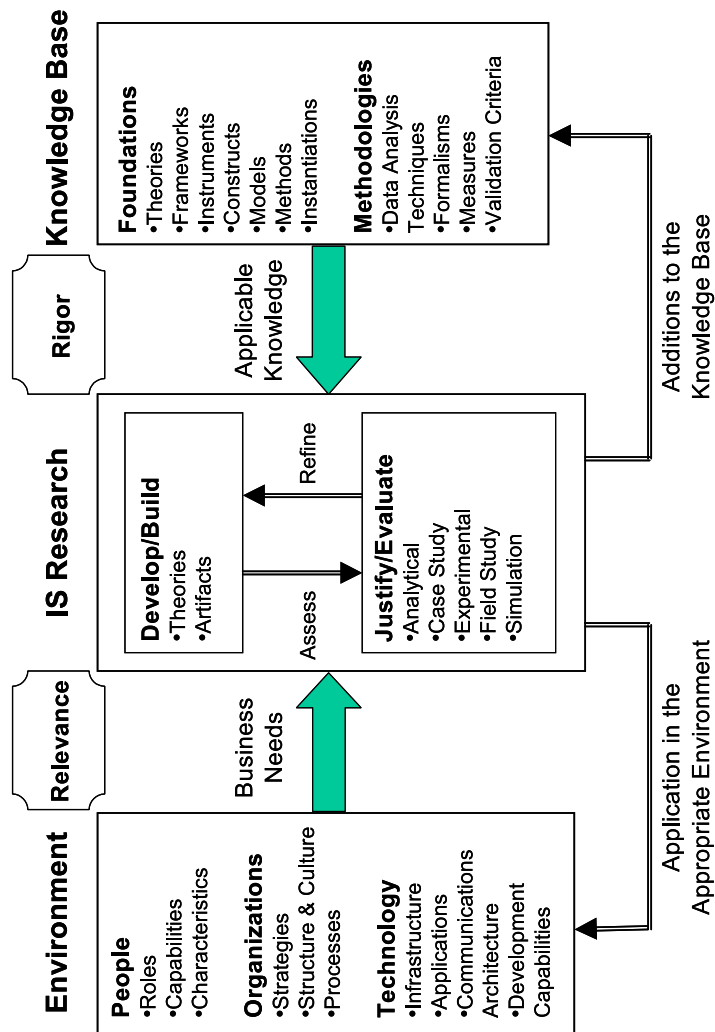 Environment
Relevance
IS Research
Rigor
Knowledge Base
People
•Roles
•Capabilities
•Characteristics
Organizations
•Strategies
•Structure & Culture
•Processes
Technology
•Infrastructure
•Applications
•Communications
Architecture
•Development
Capabilities
Business
Needs
Develop/Build
•Theories
•Artifacts
Assess
Refine
Justify/Evaluate
•Analytical
•Case Study
•Experimental
•Field Study
•Simulation
Applicable
Knowledge
Foundations
•Theories
•Frameworks
•Instruments
•Constructs
•Models
•Methods
•Instantiations
Methodologies
•Data Analysis
Techniques
•Formalisms
•Measures
•Validation Criteria
Application in the
Appropriate Environment
Additions to the
Knowledge Base